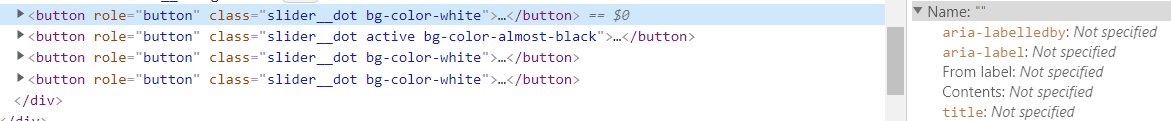 ▶<button role="button" class="slider__dot bg-color-white">…</button> == $0
▶<button role="button" class="slider__dot active bg-color-almost-black">…</button>
▶<button role="button" class="slider__dot bg-color-white">…</button>
▶<button role="button" class="slider__dot bg-color-white">…</button>
</div>
▼Name: ""
aria-labelledby: Not specified
aria-label: Not specified
From label: Not specified
Contents: Not specified
title: Not specified